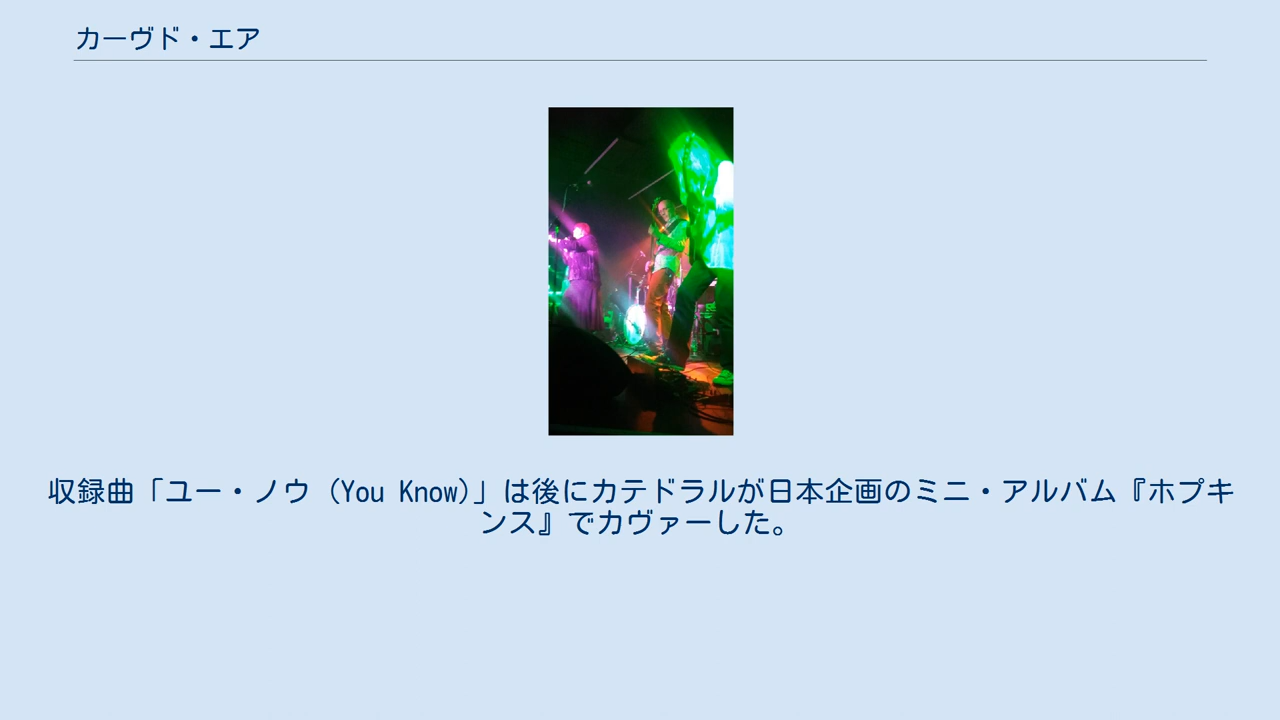 カーヴド・エア
収録曲「ユー・ノウ (You Know)」は後にカテドラルが日本企画のミニ・アルバム『ホプキ
ンス』でカヴァーした。